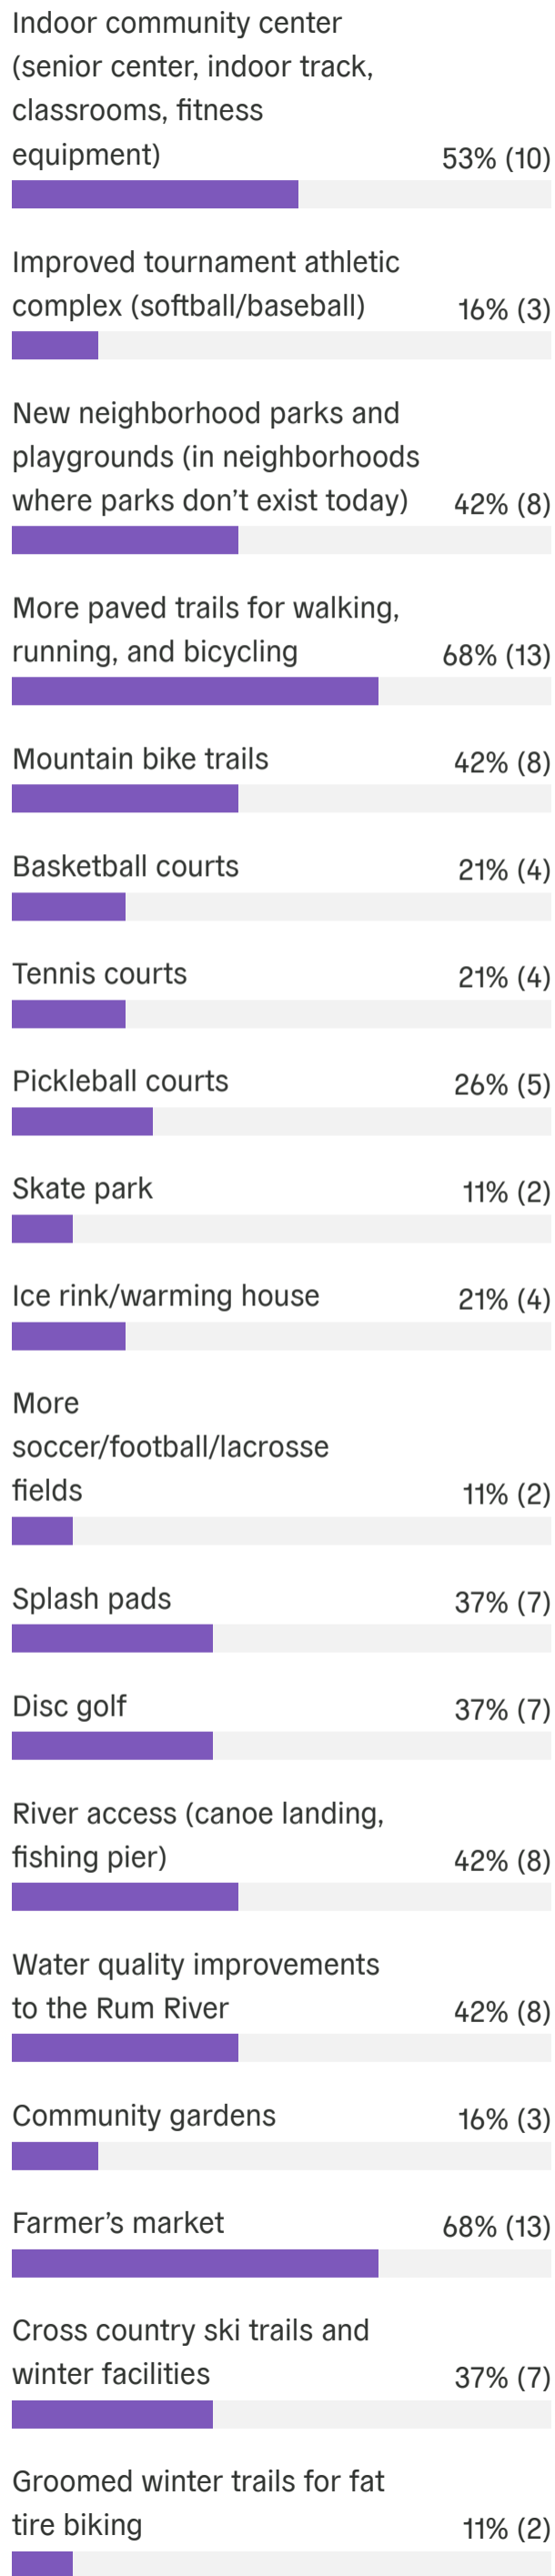 Indoor community center
(senior center, indoor track,
classrooms, fitness
equipment) 53% (10)
Improved tournament athletic
complex (softball/baseball) 16% (3)
New neighborhood parks and
playgrounds (in neighborhoods
where parks don’t exist today) 42% (8)
More paved trails for walking,
running, and bicycling 68% (13)
Mountain bike trails 42% (8)
Basketball courts 21% (4)
Tennis courts 21% (4)
Pickleball courts 26% (5)
Skate park 11% (2)
Ice rink/warming house 21% (4)
More
soccer/football/lacrosse
fields 11% (2)
Splash pads 37% (7)
Disc golf 37% (7)
River access (canoe landing,
fishing pier) 42% (8)
Water quality improvements
to the Rum River 42% (8)
Community gardens 16% (3)
Farmer’s market 68% (13)
Cross country ski trails and
winter facilities 37% (7)
Groomed winter trails for fat
tire biking 11% (2)